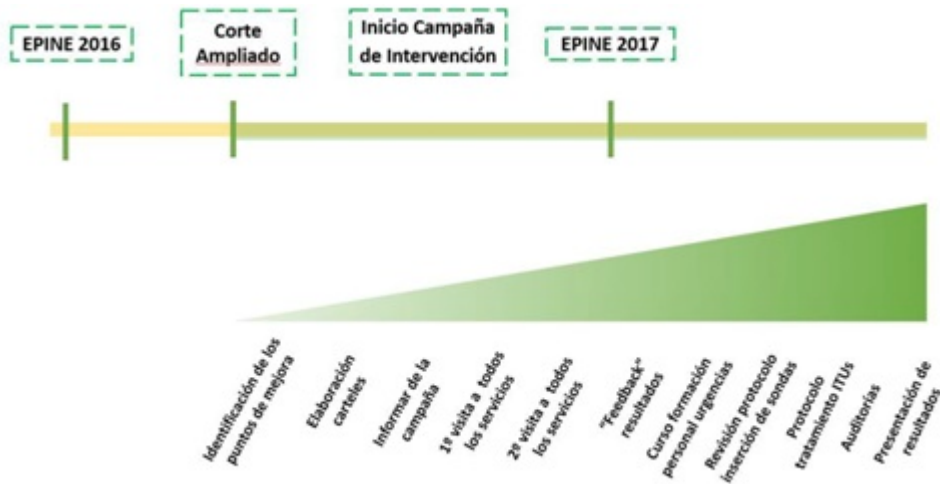 EPINE 2016
Corte
Ampliado
Inicio Campaña
de Intervención
EPINE 2017
Identificación de los
puntos de mejora
Elaboración
carteles
Informar de la
campaña
1ª visita a todos
los servicios
2ª visita a todos
los servicios
"Feedback"
resultados
Curso formación
personal urgencias
Revisión protocolo
inserción de sondas
Protocolo
tratamiento ITUs
Auditorías
Presentación de
resultados